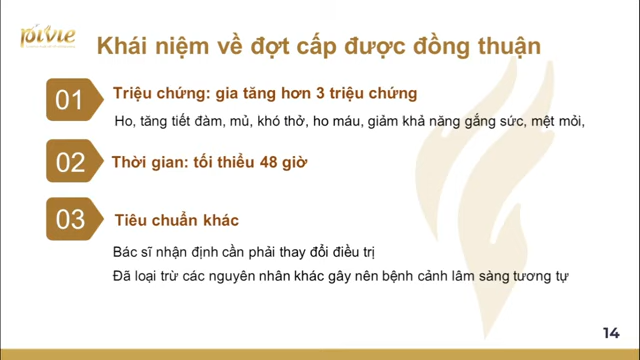 pivie
Khái niệm về đợt cấp được đồng thuận
01
Triệu chứng: gia tăng hơn 3 triệu chứng
Ho, tăng tiết đàm, mủ, khó thở, ho máu, giảm khả năng gắng sức, mệt mỏi,
02
Thời gian: tối thiểu 48 giờ
03
Tiêu chuẩn khác
Bác sĩ nhận định cần phải thay đổi điều trị
Đã loại trừ các nguyên nhân khác gây nên bệnh cảnh lâm sàng tương tự
14